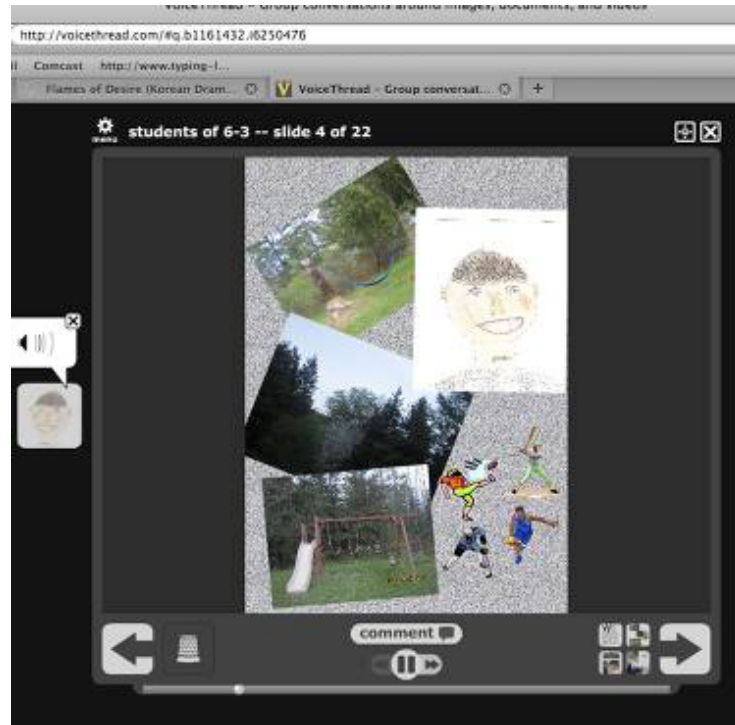 VoiceThread – Group conversations around images, documents, and videos
http://voicethread.com/#q.b1161432.i6250476
Comcast http://www.typing-l...
Flames of Desire (Korean Dram... VoiceThread – Group conversat... +
menu students of 6-3 -- slide 4 of 22
comment